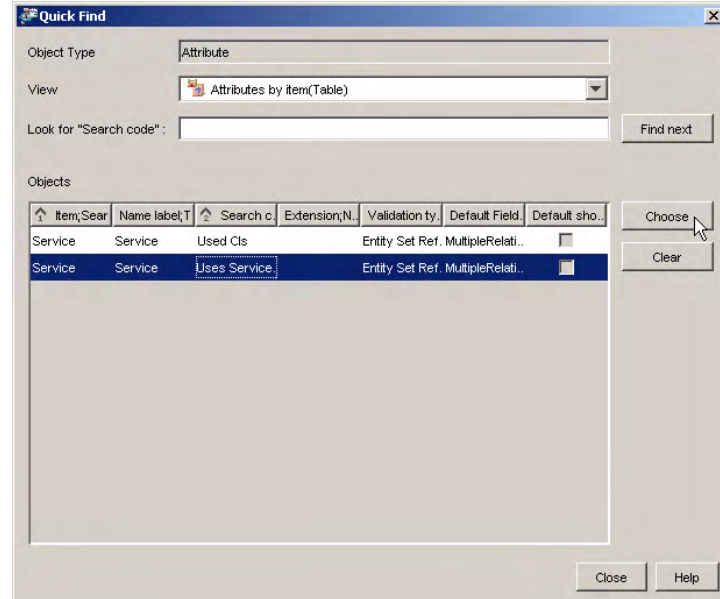 Quick Find
Object Type Attribute
View Attributes by item(Table)
Look for "Search code" : Find next
Objects
1 Item;Sear Name label;T 2 Search c. Extension;N.. Validation ty. Default Field. Default sho.. Choose
Service Service Used CIs Entity Set Ref. MultipleRelati..
Clear
Service Service Uses Service. Entity Set Ref. MultipleRelati..
Close Help